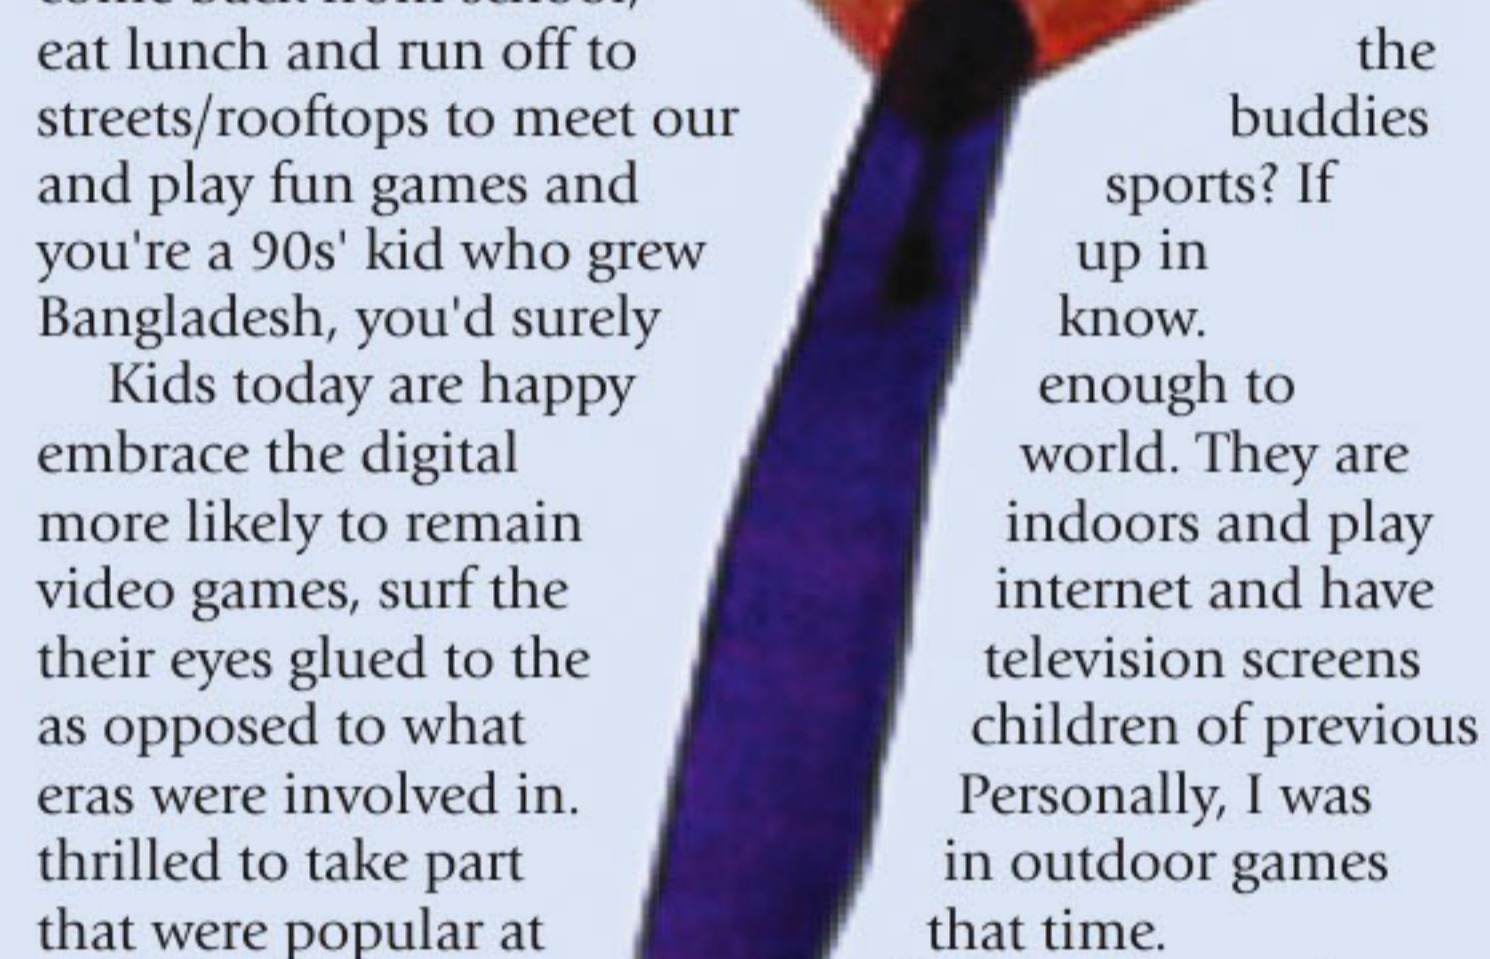 come back from school,
eat lunch and run off to the
streets/rooftops to meet our buddies
and play fun games and sports? If
you're a 90s' kid who grew up in
Bangladesh, you'd surely know.
Kids today are happy enough to
embrace the digital world. They are
more likely to remain indoors and play
video games, surf the internet and have
their eyes glued to the television screens
as opposed to what children of previous
eras were involved in. Personally, I was
thrilled to take part in outdoor games
that were popular at that time.